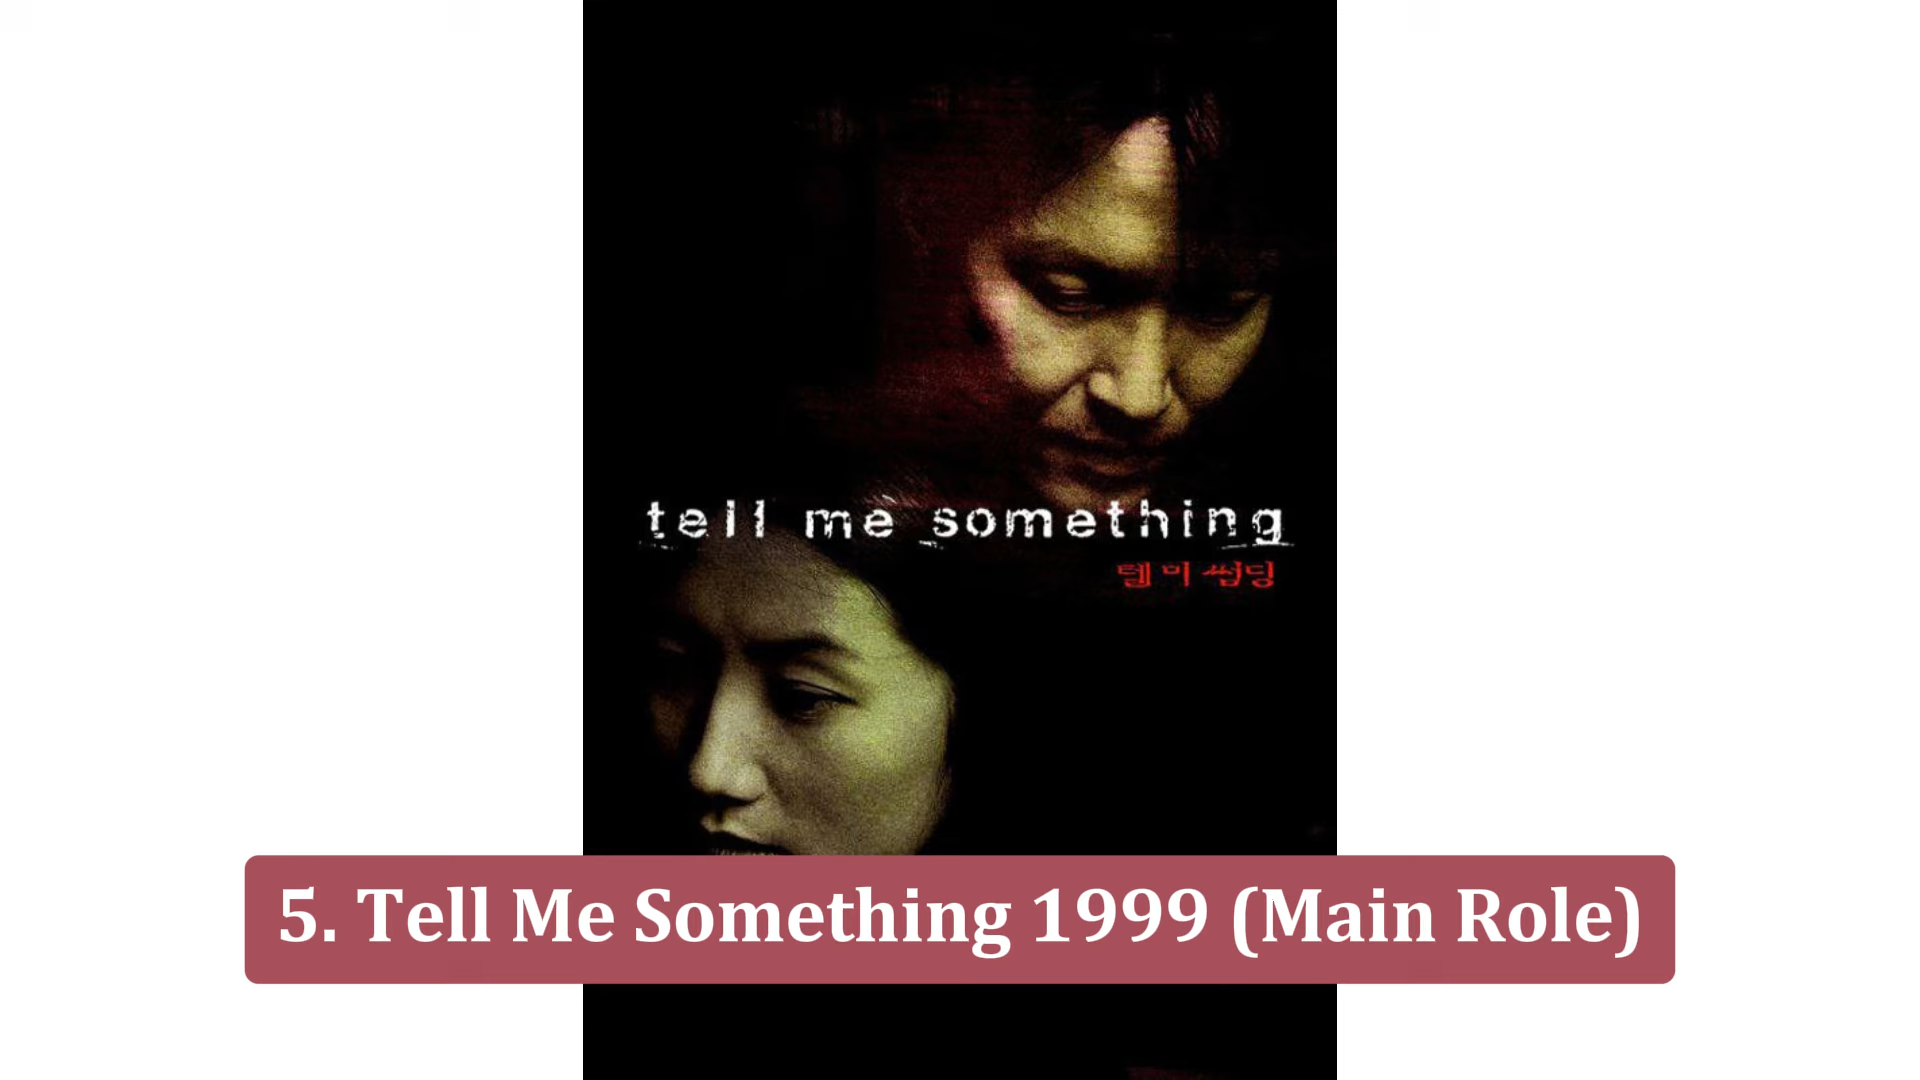 tell me something
텔 미 썸딩
5. Tell Me Something 1999 (Main Role)